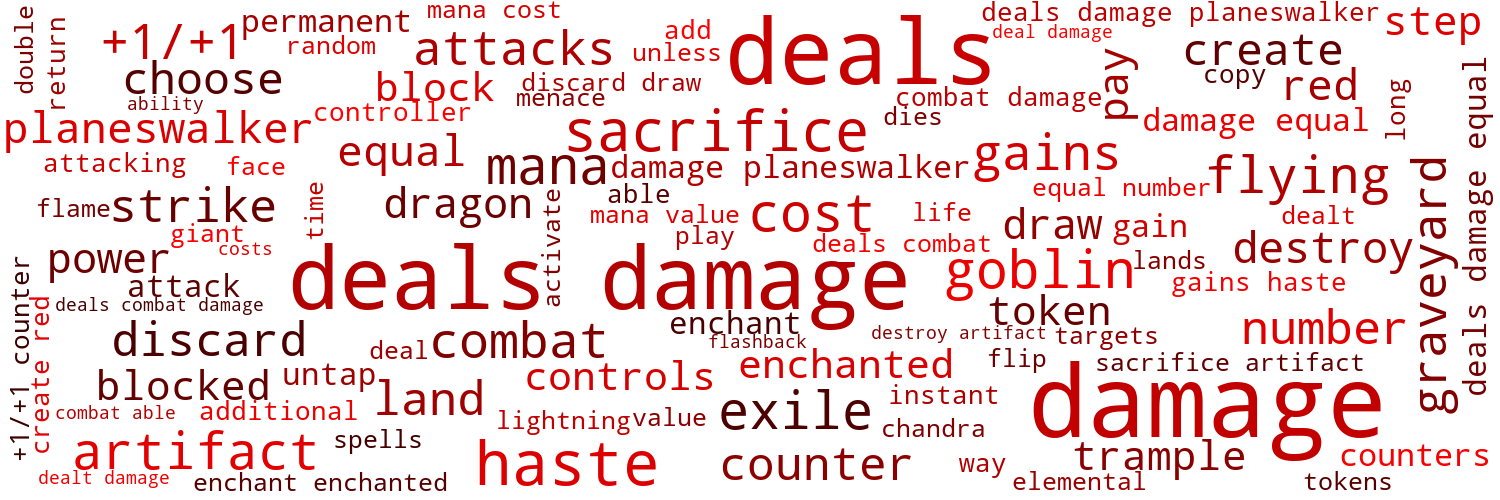 double
return
+1/+1
permanent
mana cost
random
attacks
add
unless
deals
deals damage planeswalker
deal damage
step
choose
ability
block
discard draw
menace
pay
create
copy
red
long
combat damage
dies
planeswalker
controller
sacrifice
damage equal
deals damage equal
attacking
face
equal
mana
damage planeswalker
gains
equal number
flying
graveyard
flame
strike
time
dragon
activate
able
mana value
cost
life
draw
gain
dealt
giant
costs
play
deals combat
destroy
power
attack
deals damage
goblin
lands
gains haste
+1/+1 counter
create red
deals combat damage
token
discard
deal
combat
enchant
flashback
destroy artifact
targets
number
blocked
untap
controls
enchanted
flip
sacrifice artifact
combat able
additional
land
lightning
value
exile
instant
chandra
damage
artifact
spells
haste
counter
way
trample
counters
dealt damage
enchant enchanted
elemental
tokens